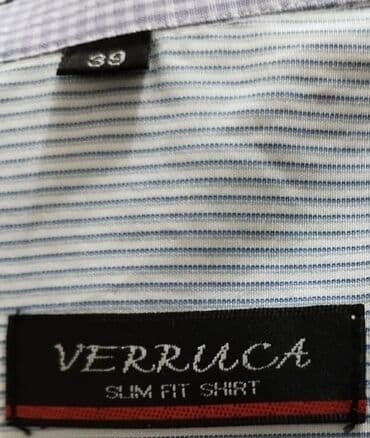 39
VERRUCA
SLIM FIT SHIRT